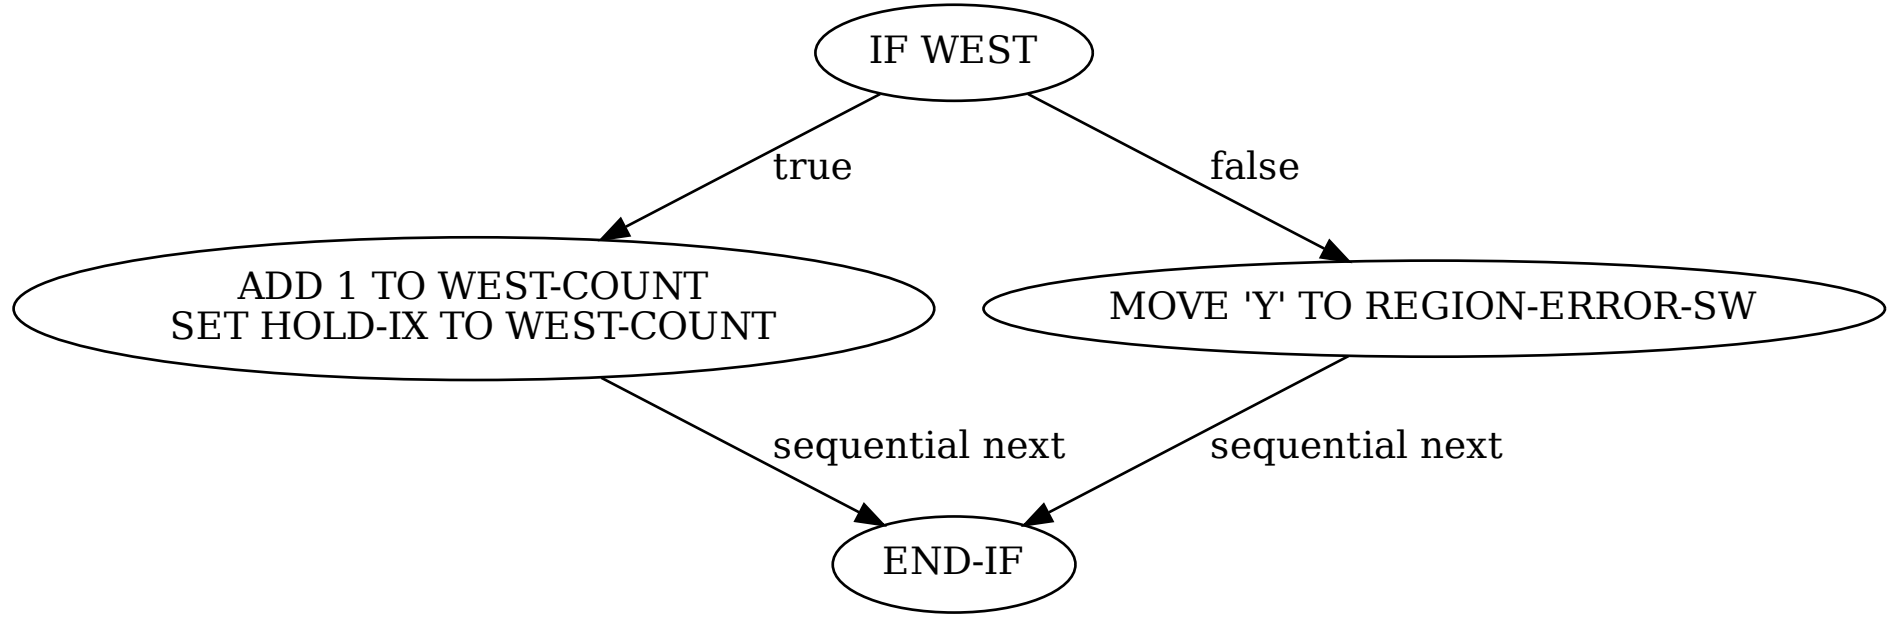 IF WEST
true
false
ADD 1 TO WEST-COUNT
SET HOLD-IX TO WEST-COUNT
MOVE 'Y' TO REGION-ERROR-SW
sequential next
sequential next
END-IF